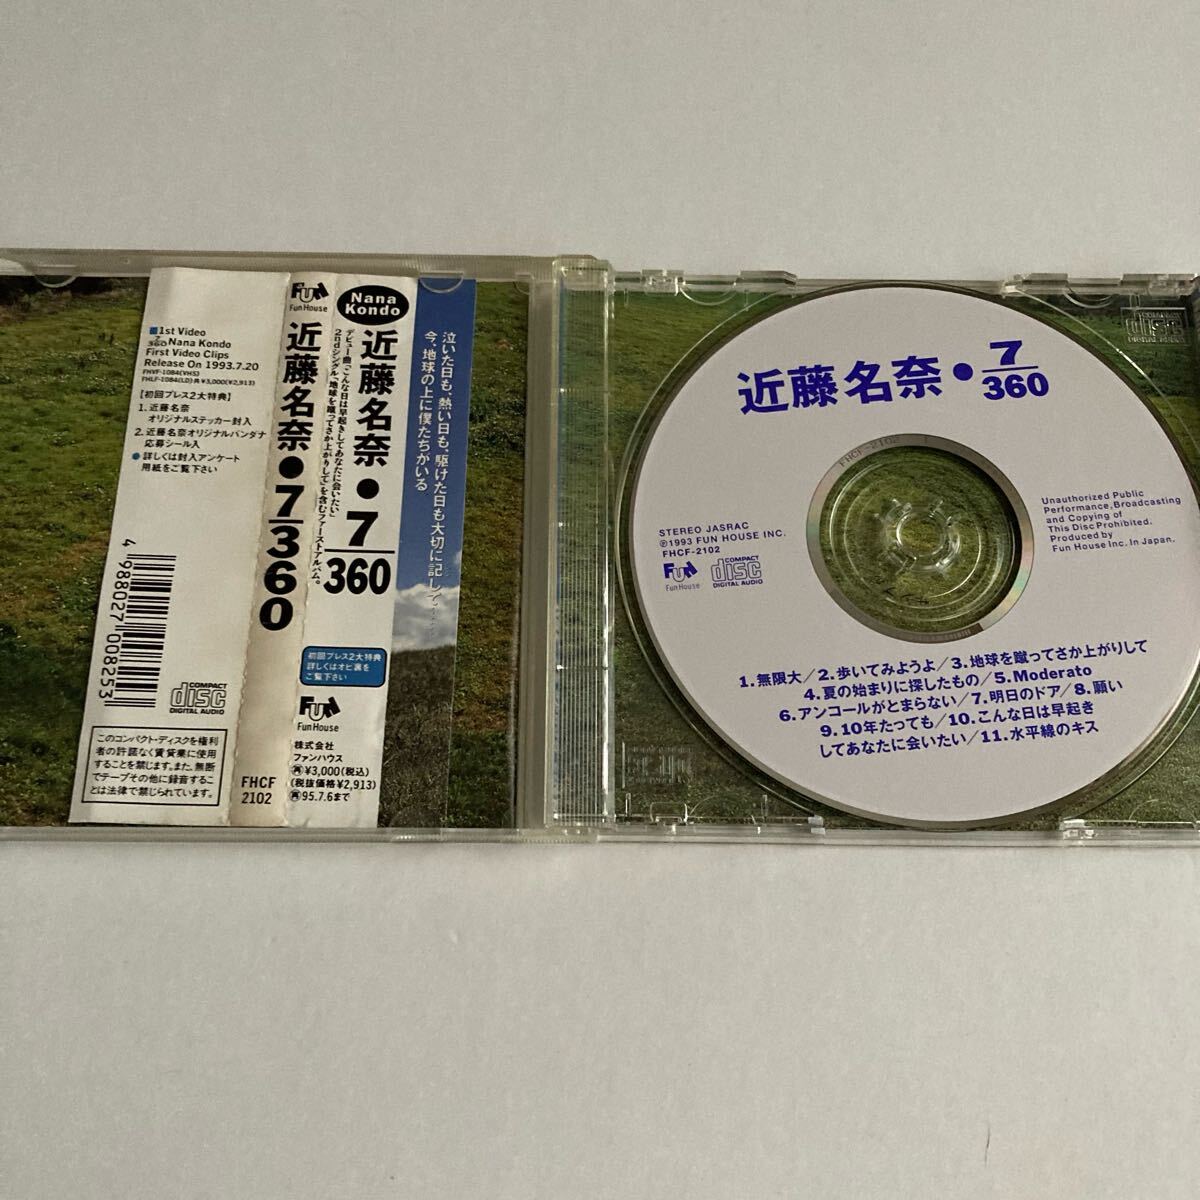 ■1st Video
7/360 Nana Kondo
First Video Clips
Release On 1993.7.20
FHVF-1084(VHS)
FHLF-1084(LD)再¥3,000(¥2,913)
【初回プレス2大特典】
1. 近藤名奈
オリジナルステッカー封入
2. 近藤名奈オリジナルバンダナ
応募シール入
●詳しくは封入アンケート
用紙をご覧下さい
4 988027 008253
COMPACT
disc
DIGITAL AUDIO
このコンパクト・ディスクを権利
者の許諾なく賃貸業に使用
することを禁じます。また、無断
でテープその他に録音するこ
とは法律で禁じられています。
Fun
Fun House
近藤名奈●7/360
FHCF
2102
Nana
Kondo
近藤名奈●7/360
デビュー曲「こんな日は早起きしてあなたに会いたい」
2ndシングル「地球を蹴ってさか上がりして」を含むファーストアルバム。
初回プレス2大特典
詳しくはオビ裏を
ご覧下さい
Fun
Fun House
株式会社
ファンハウス
再¥3,000(税込)
(税抜価格¥2,913)
再95.7.6まで
泣いた日も、熱い日も、駆けた日も大切に記して……
今、地球の上に僕たちがいる。
近藤名奈●7/360
FHCF-2102
STEREO JASRAC
℗1993 FUN HOUSE INC.
FHCF-2102
Fun
Fun House
COMPACT
disc
DIGITAL AUDIO
Unauthorized Public
Performance, Broadcasting
and Copying of
This Disc Prohibited.
Produced by
Fun House Inc. In Japan.
1. 無限大/2. 歩いてみようよ/3. 地球を蹴ってさか上がりして
4. 夏の始まりに探したもの/5. Moderato
6. アンコールがとまらない/7. 明日のドア/8. 願い
9. 10年たっても/10. こんな日は早起き
してあなたに会いたい/11. 水平線のキス
COMPACT
disc